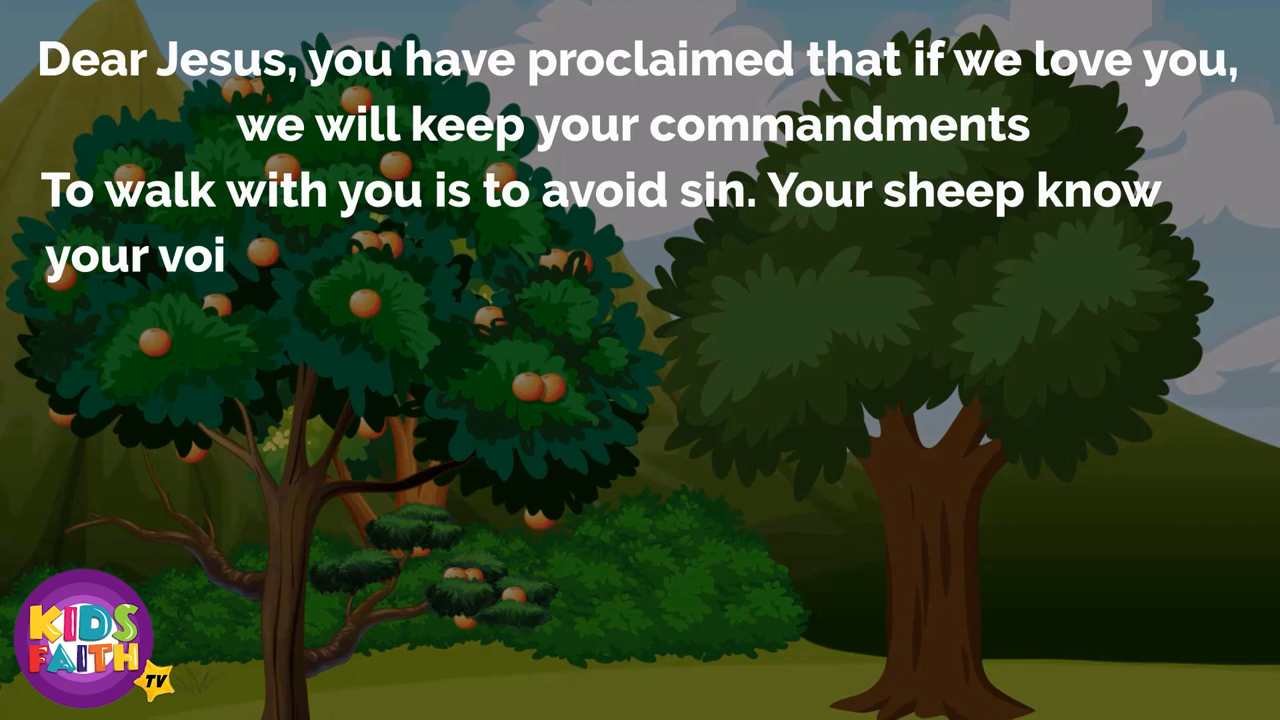 Dear Jesus, you have proclaimed that if we love you,
we will keep your commandments
To walk with you is to avoid sin. Your sheep know
your voi
KIDS
FAITH
TV